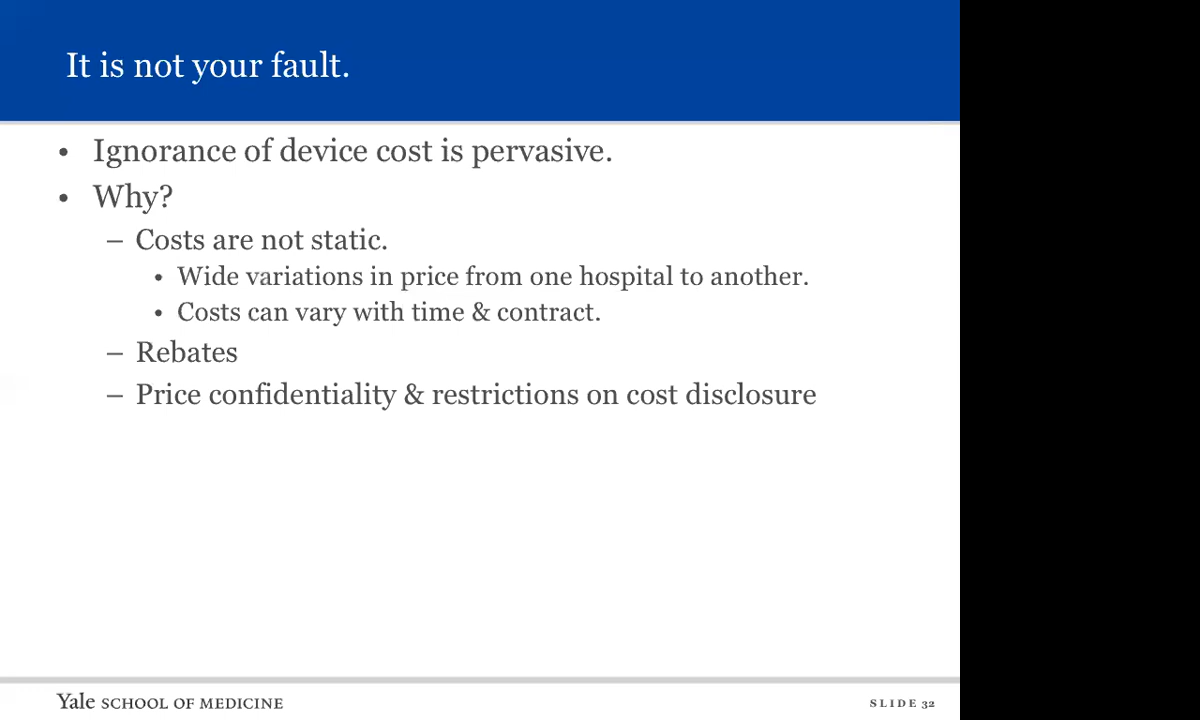 It is not your fault.
• Ignorance of device cost is pervasive.
• Why?
– Costs are not static.
• Wide variations in price from one hospital to another.
• Costs can vary with time & contract.
– Rebates
– Price confidentiality & restrictions on cost disclosure
Yale SCHOOL OF MEDICINE
SLIDE 32